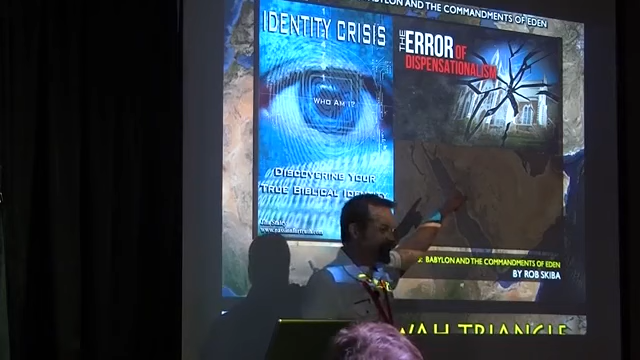 BABYLON AND THE COMMANDMENTS OF EDEN
IDENTITY CRISIS
WHO AM I?
DISCOVERING YOUR
TRUE BIBLICAL IDENTITY
THE ERROR OF
DISPENSATIONALISM
BABYLON AND THE COMMANDMENTS OF EDEN
BY ROB SKIBA
TRIANGLE